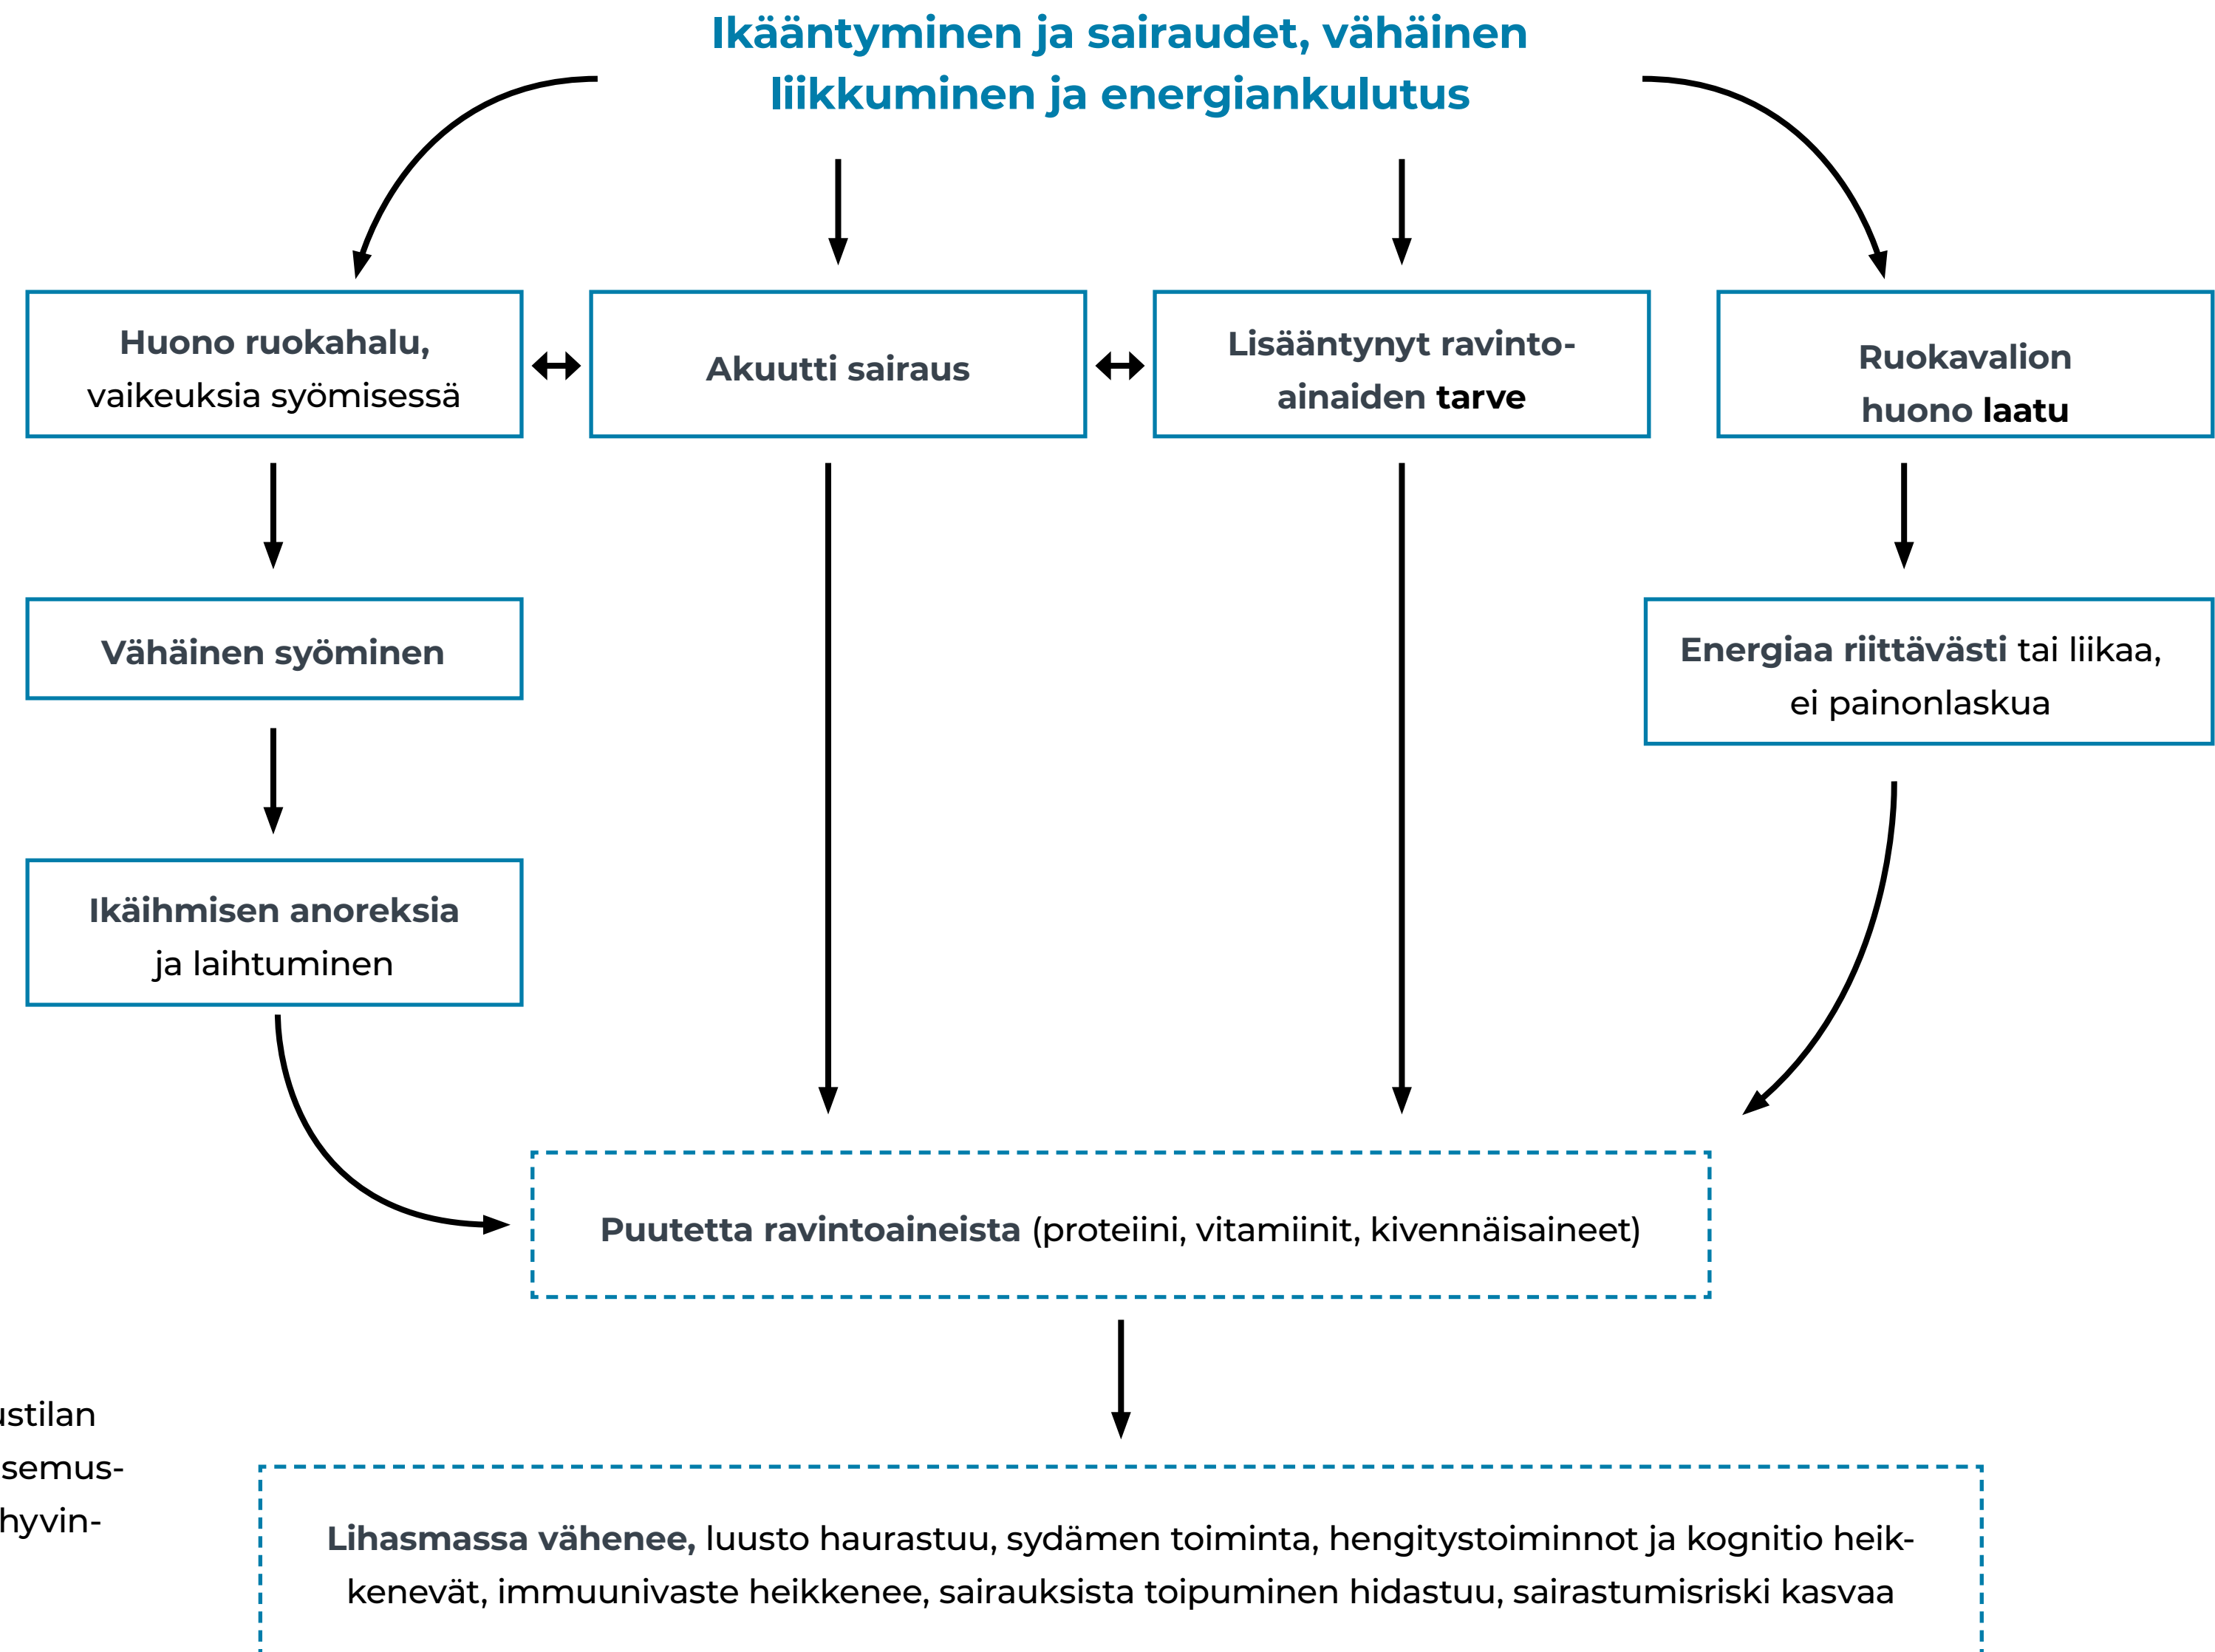 Ikääntyminen ja sairaudet, vähäinen
liikkuminen ja energiankulutus
Huono ruokahalu,
vaikeuksia syömisessä
Akuutti sairaus
Lisääntynyt ravinto-
ainaiden tarve
Ruokavalion
huono laatu
Vähäinen syöminen
Energiaa riittävästi tai liikaa,
ei painonlaskua
Ikäihmisen anoreksia
ja laihtuminen
Puutetta ravintoaineista (proteiini, vitamiinit, kivennäisaineet)
ustilan
semus-
hyvin-
Lihasmassa vähenee, luusto haurastuu, sydämen toiminta, hengitystoiminnot ja kognitio heik-
kenevät, immuunivaste heikkenee, sairauksista toipuminen hidastuu, sairastumisriski kasvaa